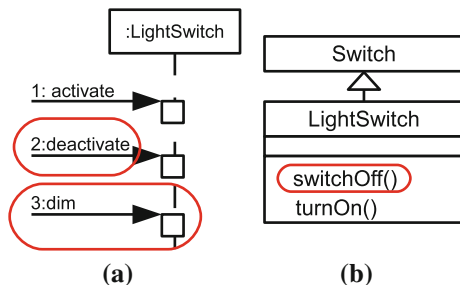 :LightSwitch
1: activate
2:deactivate
3:dim
(a)
Switch
LightSwitch
switchOff()
turnOn()
(b)